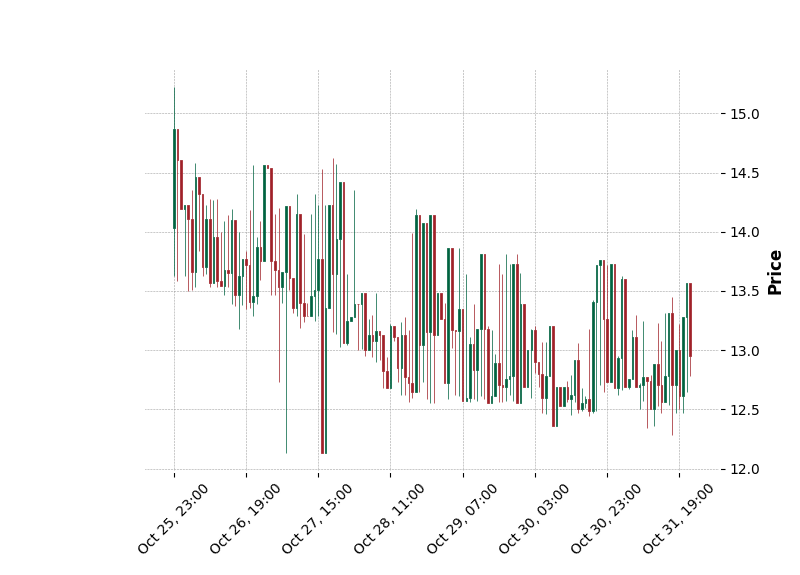 15.0
14.5
14.0
13.5
13.0
12.5
12.0
Price
Oct 25, 23:00
Oct 26, 19:00
Oct 27, 15:00
Oct 28, 11:00
Oct 29, 07:00
Oct 30, 03:00
Oct 30, 23:00
Oct 31, 19:00